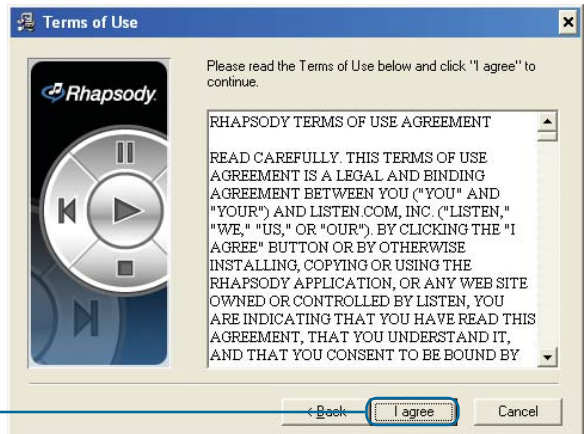 Terms of Use
Rhapsody.
Please read the Terms of Use below and click "I agree" to
continue.
RHAPSODY TERMS OF USE AGREEMENT
READ CAREFULLY. THIS TERMS OF USE
AGREEMENT IS A LEGAL AND BINDING
AGREEMENT BETWEEN YOU ("YOU" AND
"YOUR") AND LISTEN.COM, INC. ("LISTEN,"
"WE," "US," OR "OUR"). BY CLICKING THE "I
AGREE" BUTTON OR BY OTHERWISE
INSTALLING, COPYING OR USING THE
RHAPSODY APPLICATION, OR ANY WEB SITE
OWNED OR CONTROLLED BY LISTEN, YOU
ARE INDICATING THAT YOU HAVE READ THIS
AGREEMENT, THAT YOU UNDERSTAND IT,
AND THAT YOU CONSENT TO BE BOUND BY
< Back
I agree
Cancel